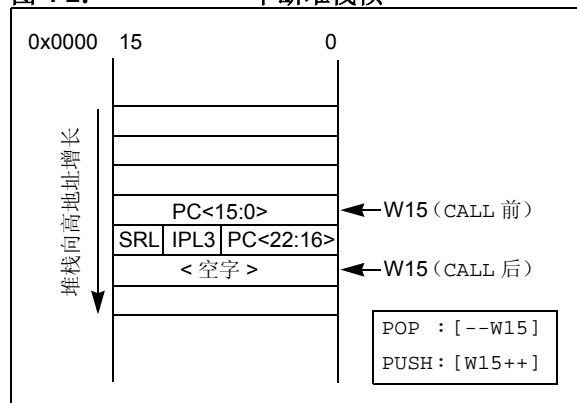 0x0000 15 0
堆栈向高地址增长
PC<15:0>
W15（CALL 前）
SRL IPL3 PC<22:16>
<空字>
W15（CALL 后）
POP :[--W15]
PUSH:[W15++]